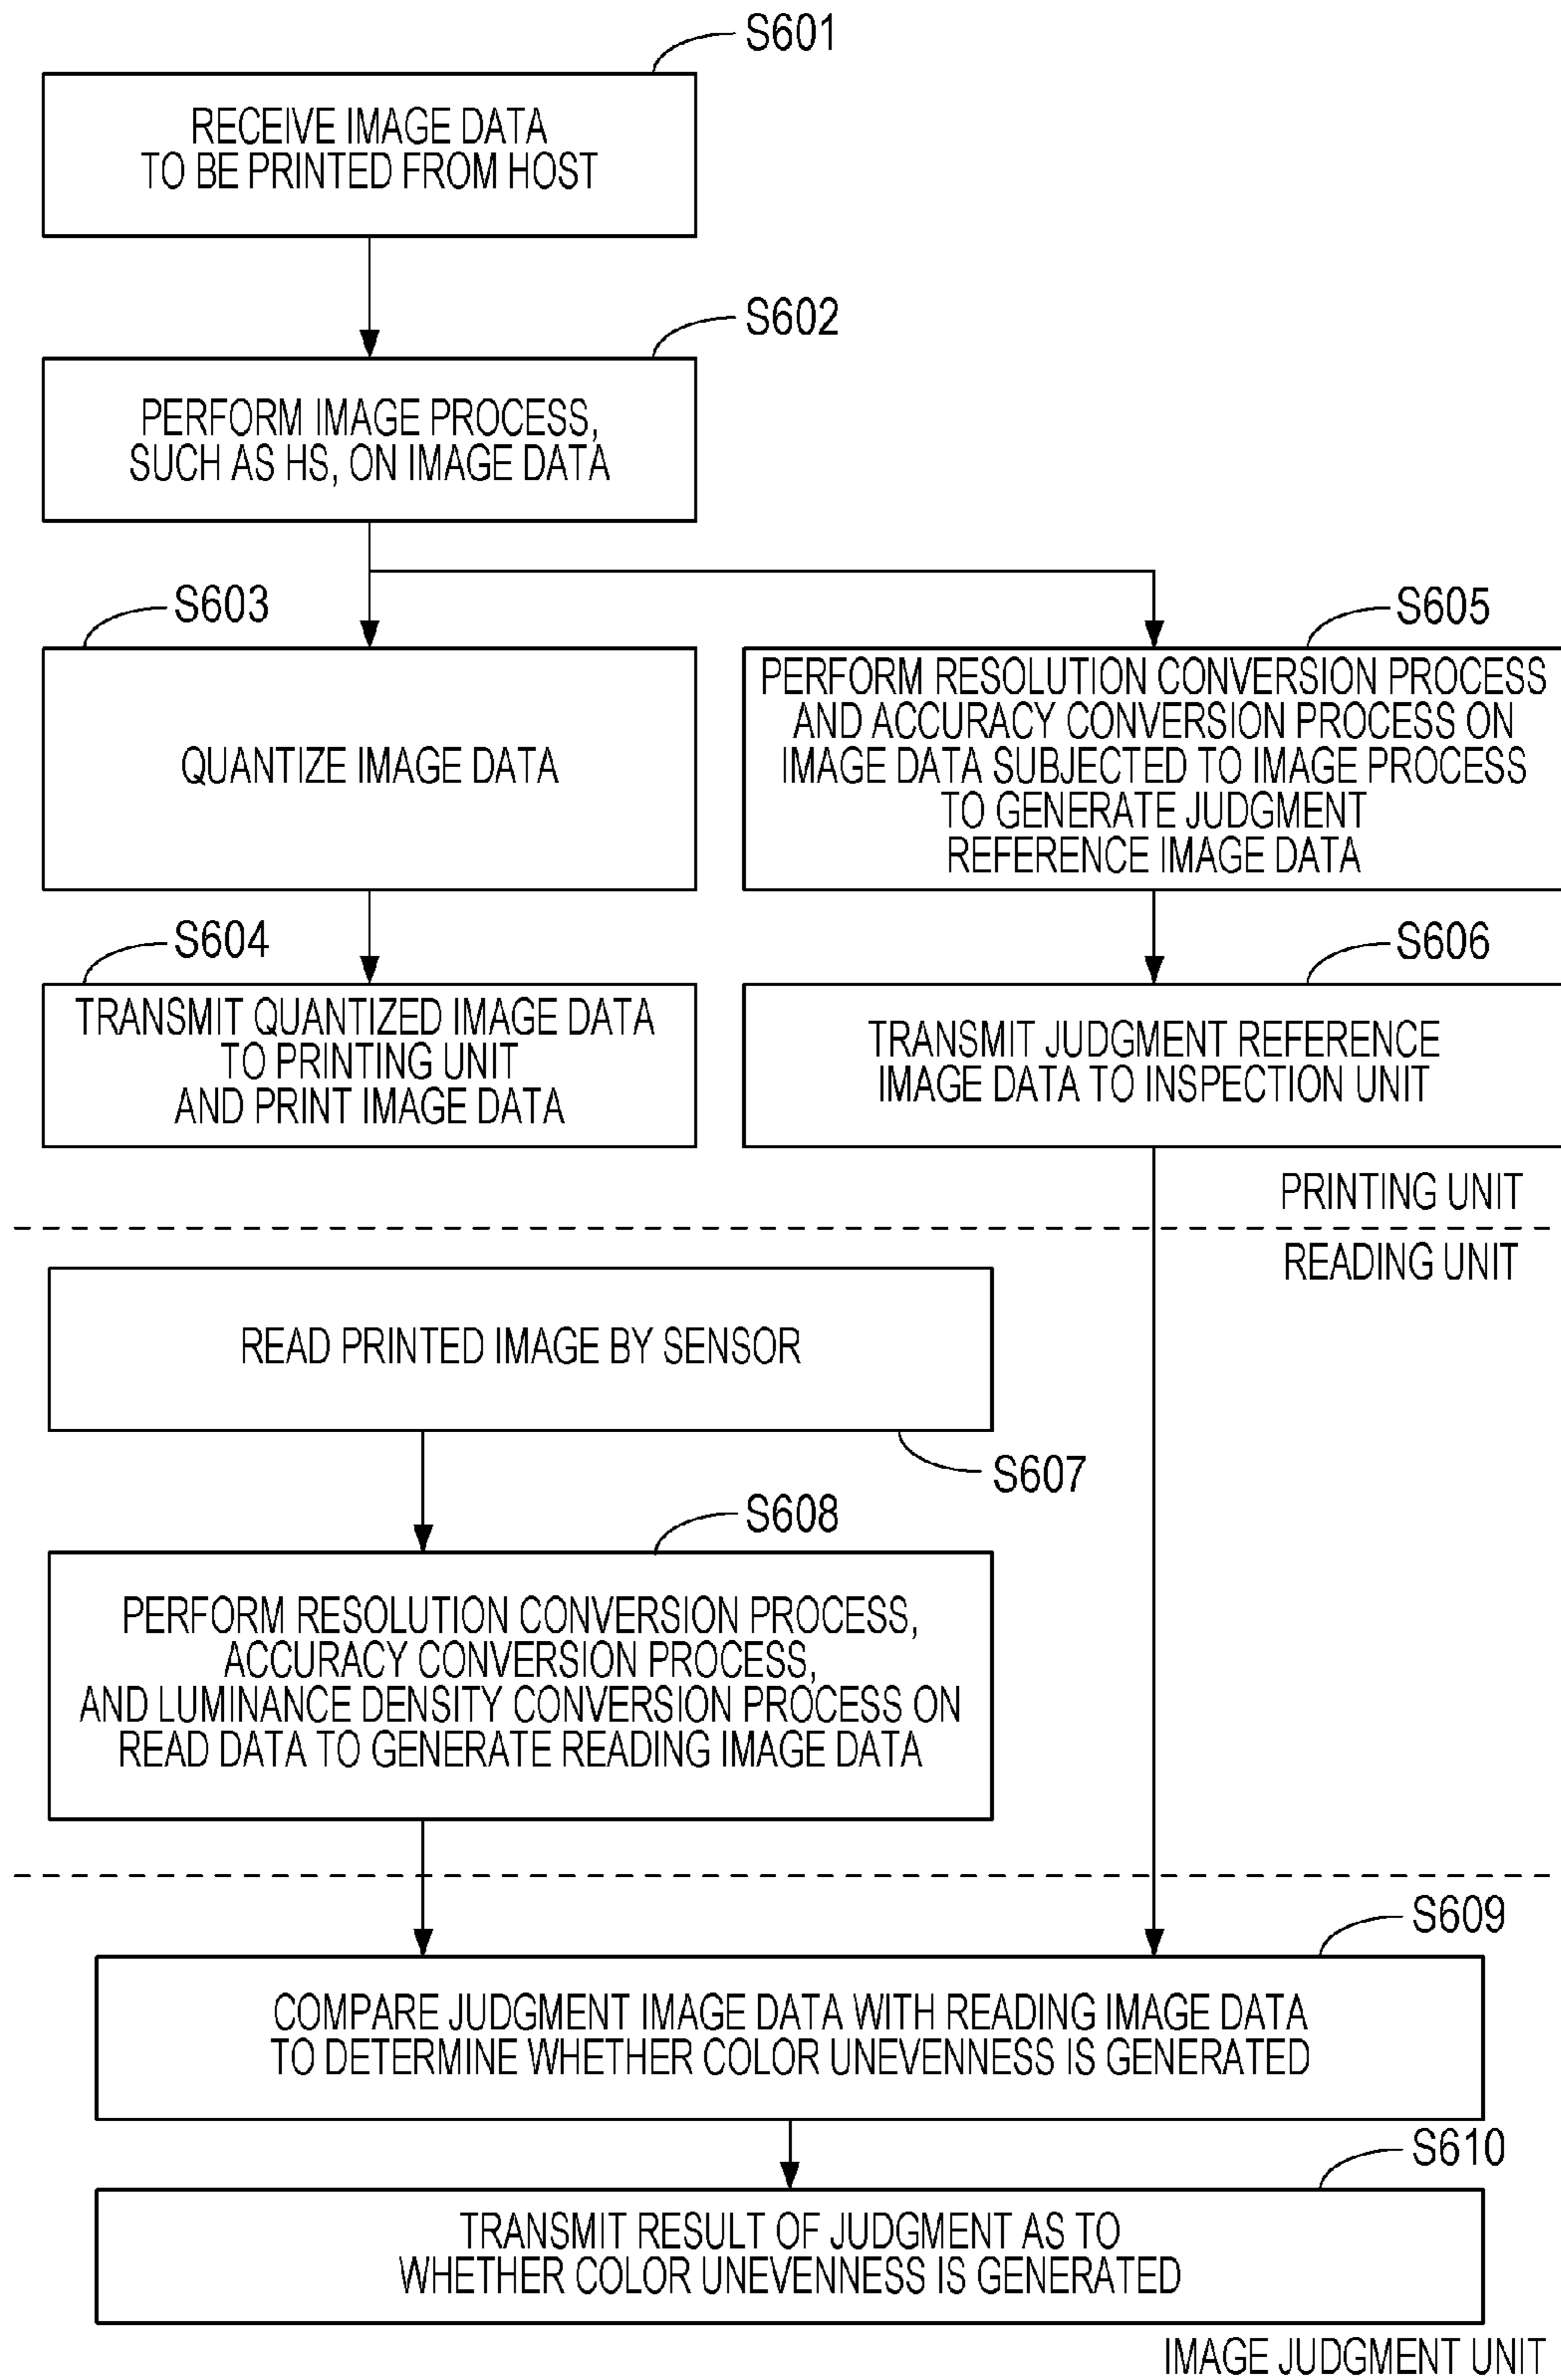 S601
RECEIVE IMAGE DATA
TO BE PRINTED FROM HOST
S602
PERFORM IMAGE PROCESS,
SUCH AS HS, ON IMAGE DATA
S603
QUANTIZE IMAGE DATA
S604
TRANSMIT QUANTIZED IMAGE DATA
TO PRINTING UNIT
AND PRINT IMAGE DATA
S605
PERFORM RESOLUTION CONVERSION PROCESS
AND ACCURACY CONVERSION PROCESS ON
IMAGE DATA SUBJECTED TO IMAGE PROCESS
TO GENERATE JUDGMENT
REFERENCE IMAGE DATA
S606
TRANSMIT JUDGMENT REFERENCE
IMAGE DATA TO INSPECTION UNIT
PRINTING UNIT
READING UNIT
READ PRINTED IMAGE BY SENSOR
S607
S608
PERFORM RESOLUTION CONVERSION PROCESS,
ACCURACY CONVERSION PROCESS,
AND LUMINANCE DENSITY CONVERSION PROCESS ON
READ DATA TO GENERATE READING IMAGE DATA
S609
COMPARE JUDGMENT IMAGE DATA WITH READING IMAGE DATA
TO DETERMINE WHETHER COLOR UNEVENNESS IS GENERATED
S610
TRANSMIT RESULT OF JUDGMENT AS TO
WHETHER COLOR UNEVENNESS IS GENERATED
IMAGE JUDGMENT UNIT